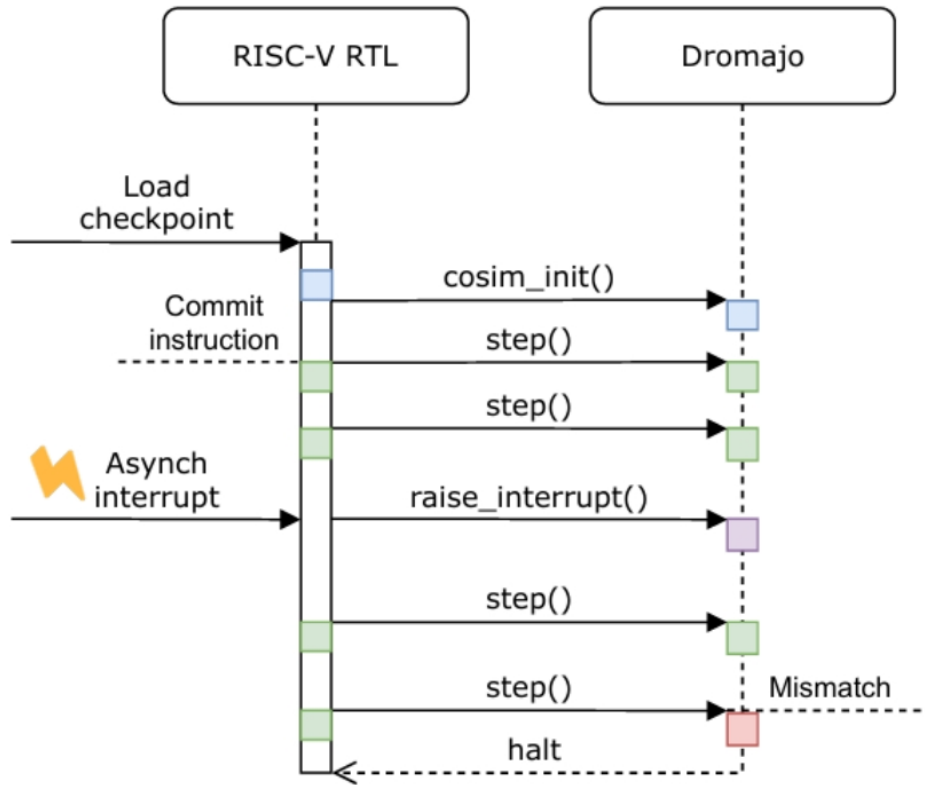 RISC-V RTL
Dromajo
Load
checkpoint
cosim_init()
Commit
instruction
step()
step()
Asynch
interrupt
raise_interrupt()
step()
step()
Mismatch
halt